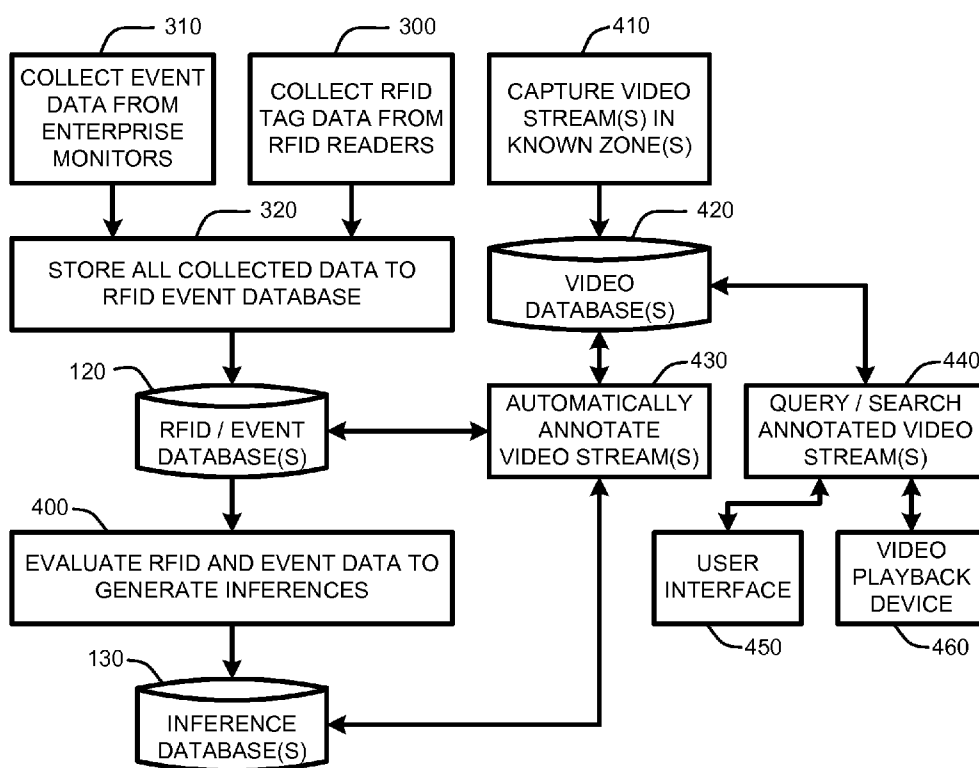 310
COLLECT EVENT
DATA FROM
ENTERPRISE
MONITORS
300
COLLECT RFID
TAG DATA FROM
RFID READERS
410
CAPTURE VIDEO
STREAM(S) IN
KNOWN ZONE(S)
320
STORE ALL COLLECTED DATA TO
RFID EVENT DATABASE
420
VIDEO
DATABASE(S)
120
RFID / EVENT
DATABASE(S)
430
AUTOMATICALLY
ANNOTATE
VIDEO STREAM(S)
440
QUERY / SEARCH
ANNOTATED VIDEO
STREAM(S)
400
EVALUATE RFID AND EVENT DATA TO
GENERATE INFERENCES
USER
INTERFACE
450
VIDEO
PLAYBACK
DEVICE
460
130
INFERENCE
DATABASE(S)